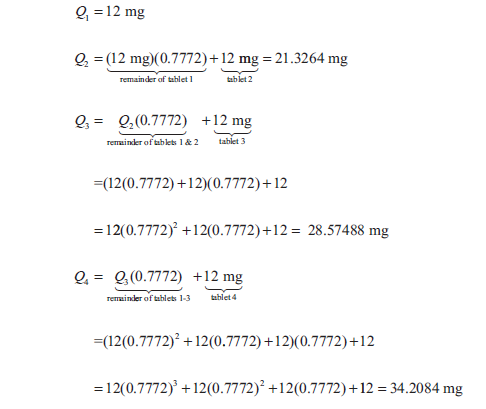 Q₁ = 12 mg
Q₂ = (12 mg)(0.7772) + 12 mg = 21.3264 mg
remainder of tablet 1 tablet 2
Q₃ = Q₂(0.7772) + 12 mg
remainder of tablets 1 & 2 tablet 3
=(12(0.7772) + 12)(0.7772) + 12
= 12(0.7772)² + 12(0.7772) + 12 = 28.57488 mg
Q₄ = Q₃(0.7772) + 12 mg
remainder of tablets 1-3 tablet 4
=(12(0.7772)² + 12(0.7772) + 12)(0.7772) + 12
= 12(0.7772)³ + 12(0.7772)² + 12(0.7772) + 12 = 34.2084 mg